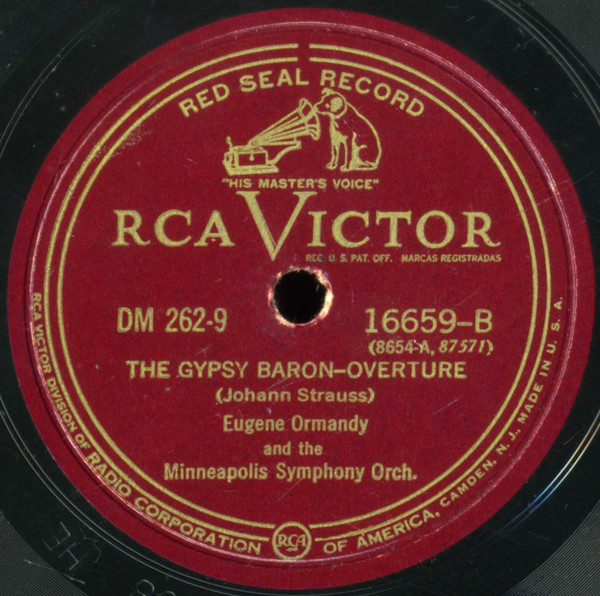 RED SEAL RECORD
"HIS MASTER'S VOICE"
RCA VICTOR
REG. U. S. PAT. OFF. MARCAS REGISTRADAS
DM 262-9
16659-B
(8654-A, 87571)
THE GYPSY BARON-OVERTURE
(Johann Strauss)
Eugene Ormandy
and the
Minneapolis Symphony Orch.
RCA VICTOR DIVISION OF RADIO CORPORATION OF AMERICA, CAMDEN, N. J., MADE IN U. S. A.
RCA